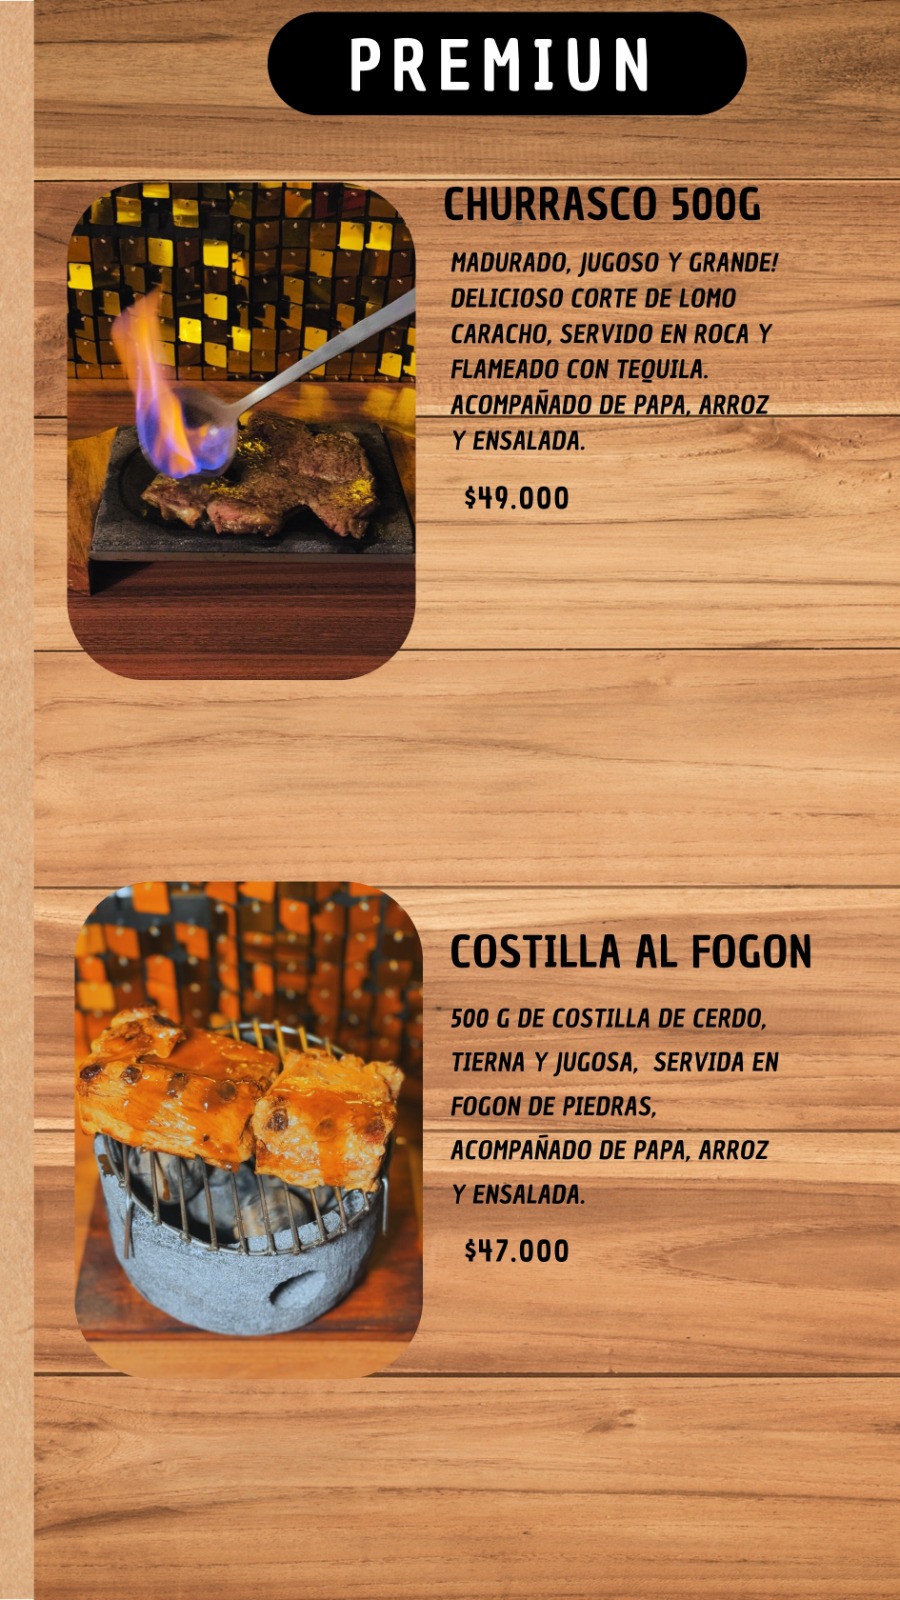 PREMIUN
CHURRASCO 500G
MADURADO, JUGOSO Y GRANDE!
DELICIOSO CORTE DE LOMO
CARACHO, SERVIDO EN ROCA Y
FLAMEADO CON TEQUILA.
ACOMPAÑADO DE PAPA, ARROZ
Y ENSALADA.
$49.000
COSTILLA AL FOGON
500 G DE COSTILLA DE CERDO,
TIERNA Y JUGOSA, SERVIDA EN
FOGON DE PIEDRAS,
ACOMPAÑADO DE PAPA, ARROZ
Y ENSALADA.
$47.000